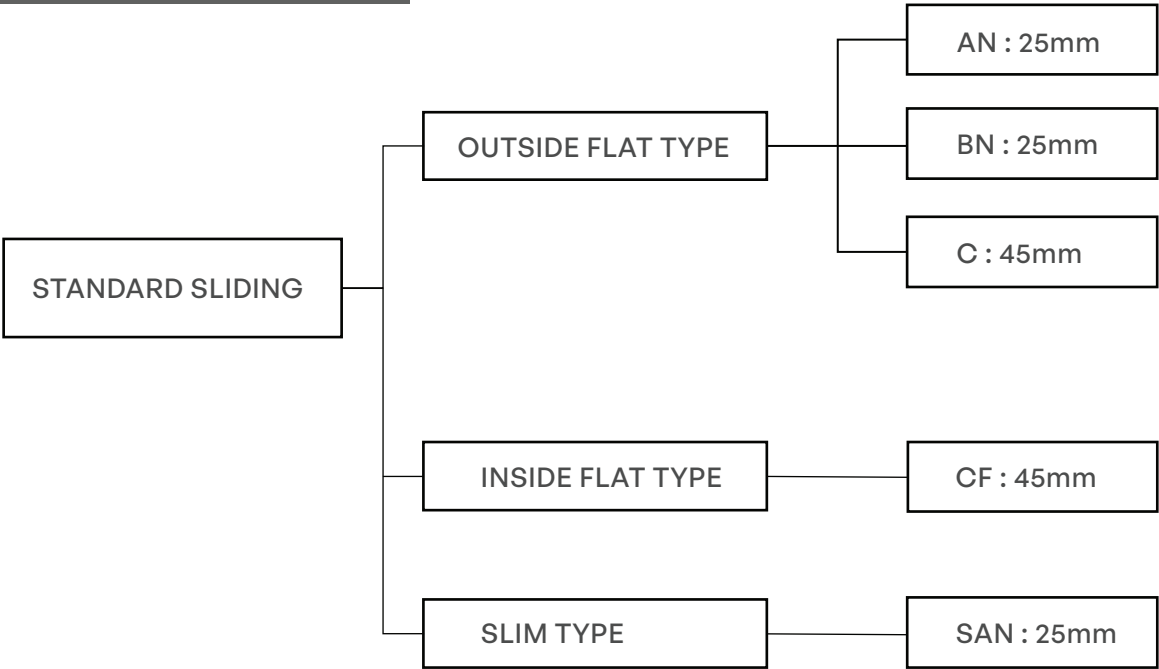 STANDARD SLIDING
OUTSIDE FLAT TYPE
AN : 25mm
BN : 25mm
C : 45mm
INSIDE FLAT TYPE
CF : 45mm
SLIM TYPE
SAN : 25mm